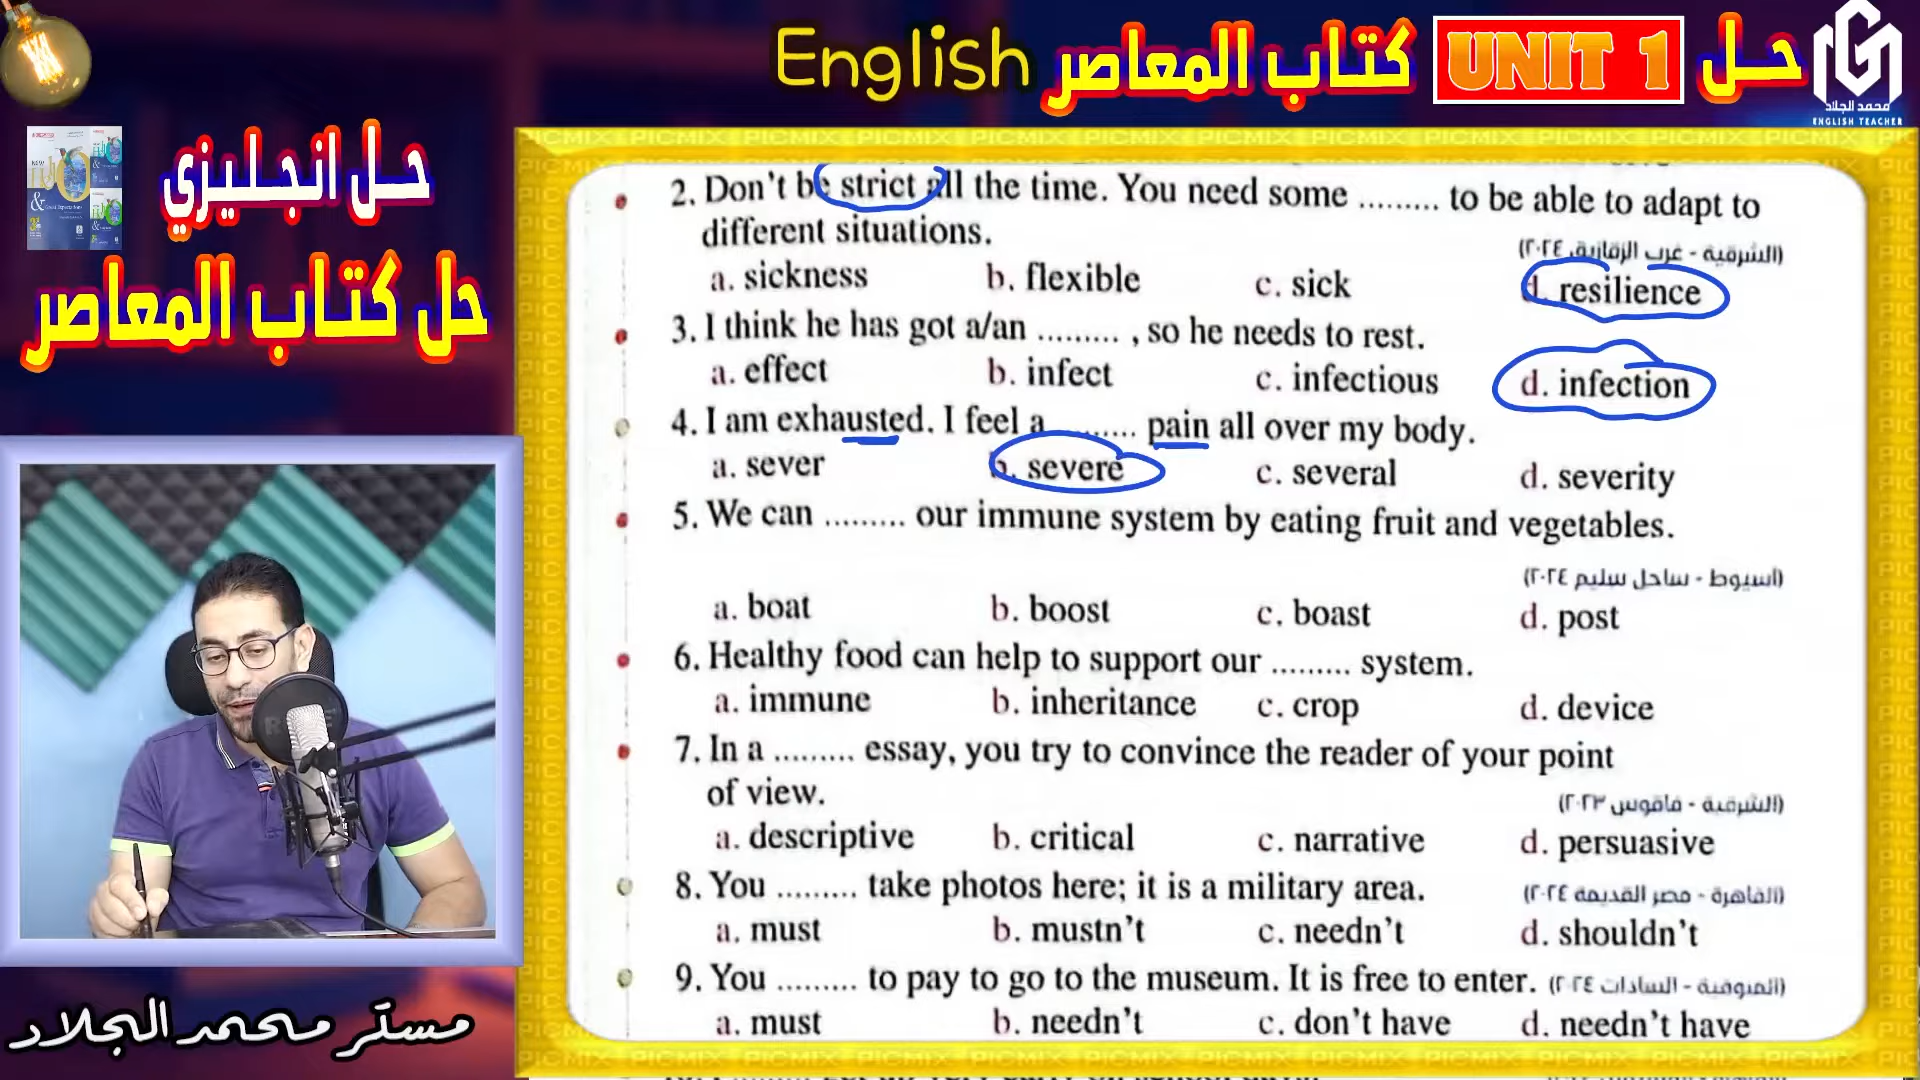 حل UNIT 1 كتاب المعاصر English
محمد الجلاد
ENGLISH TEACHER
حل انجليزي
حل كتاب المعاصر
2. Don't be strict all the time. You need some ......... to be able to adapt to
different situations.
(الشرقية - غرب الزقازيق ٢٠٢٤)
a. sickness b. flexible c. sick d. resilience
3. I think he has got a/an ......... , so he needs to rest.
a. effect b. infect c. infectious d. infection
4. I am exhausted. I feel a ......... pain all over my body.
a. sever b. severe c. several d. severity
5. We can ......... our immune system by eating fruit and vegetables.
(أسيوط - ساحل سليم ٢٠٢٤)
a. boat b. boost c. boast d. post
6. Healthy food can help to support our ......... system.
a. immune b. inheritance c. crop d. device
7. In a ......... essay, you try to convince the reader of your point
of view.
(الشرقية - فاقوس ٢٠٢٣)
a. descriptive b. critical c. narrative d. persuasive
8. You ......... take photos here; it is a military area. (القاهرة - مصر القديمة ٢٠٢٤)
a. must b. mustn't c. needn't d. shouldn't
9. You ......... to pay to go to the museum. It is free to enter. (المنوفية - السادات ٢٠٢٤)
a. must b. needn't c. don't have d. needn't have
مستر محمد الجلاد